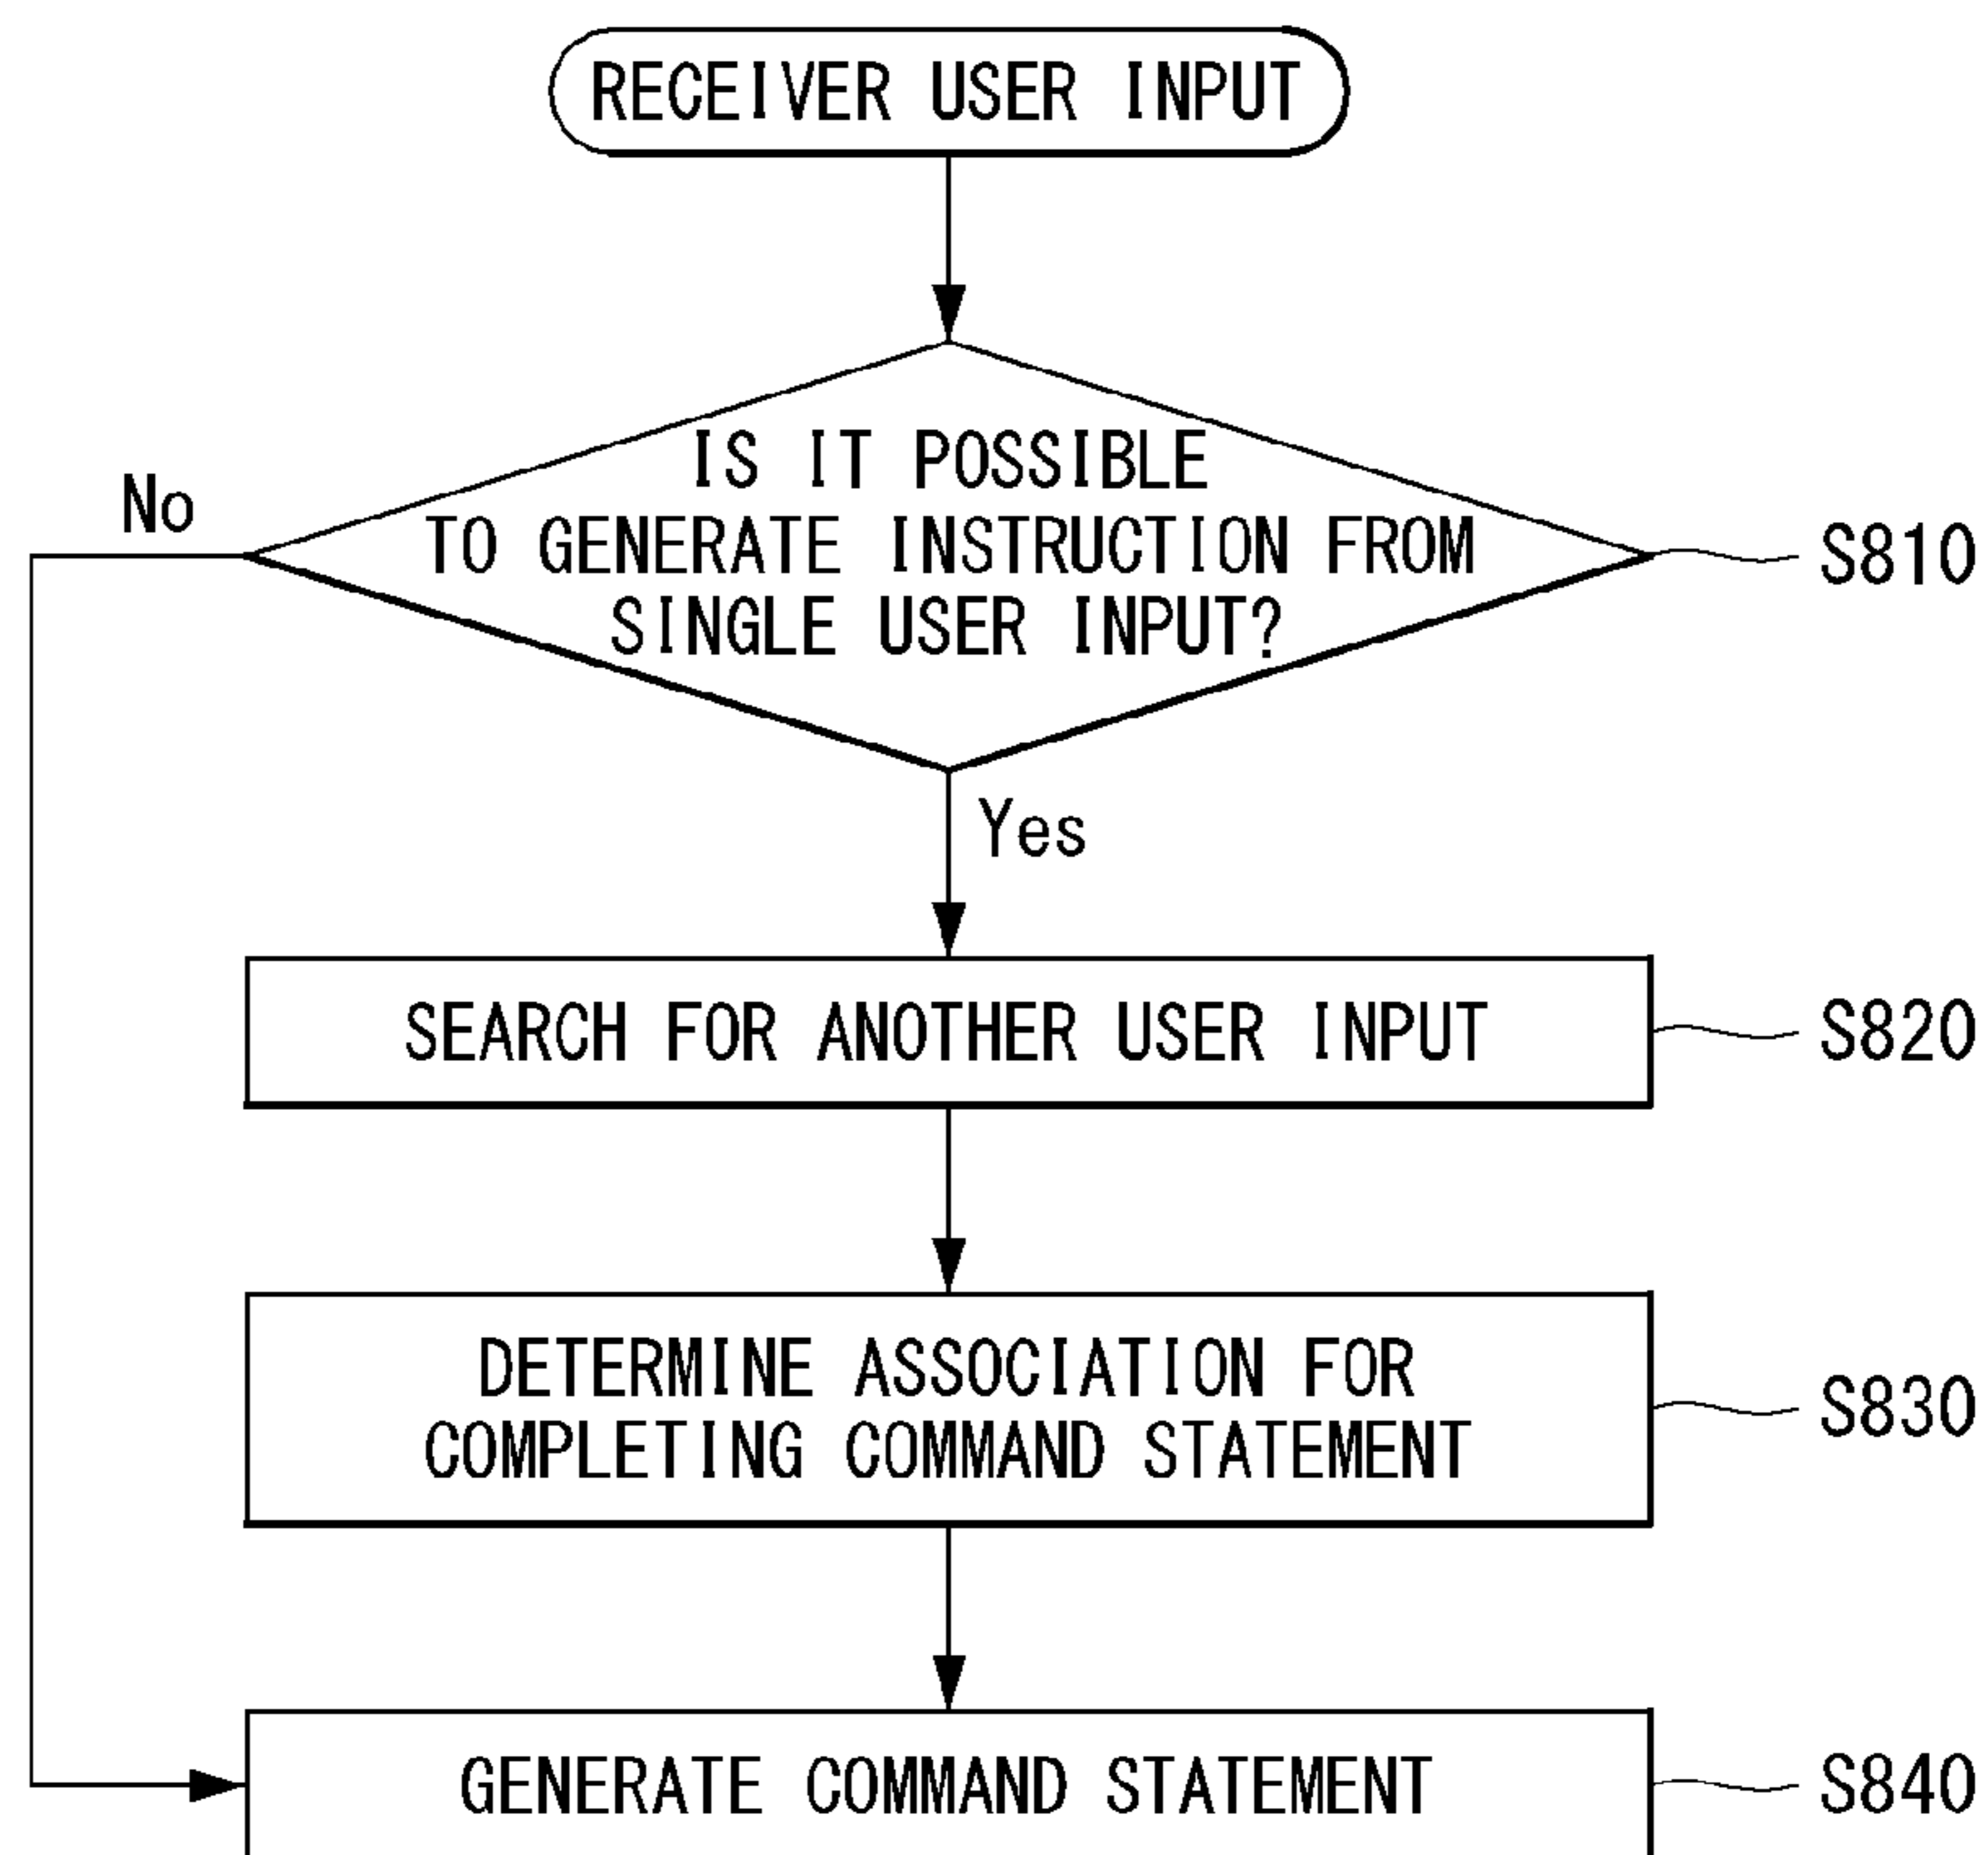 RECEIVER USER INPUT
IS IT POSSIBLE
TO GENERATE INSTRUCTION FROM
SINGLE USER INPUT?
No
S810
Yes
SEARCH FOR ANOTHER USER INPUT
S820
DETERMINE ASSOCIATION FOR
COMPLETING COMMAND STATEMENT
S830
GENERATE COMMAND STATEMENT
S840